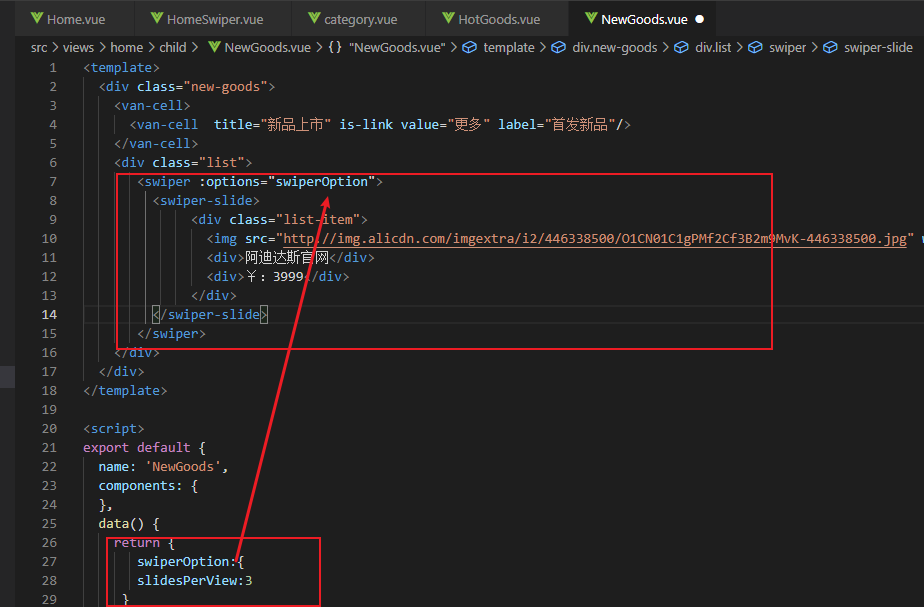 Home.vue HomeSwiper.vue category.vue HotGoods.vue NewGoods.vue
src > views > home > child > NewGoods.vue > {} "NewGoods.vue" > template > div.new-goods > div.list > swiper > swiper-slide
1 <template>
2 <div class="new-goods">
3 <van-cell>
4 <van-cell title="新品上市" is-link value="更多" label="首发新品"/>
5 </van-cell>
6 <div class="list">
7 <swiper :options="swiperOption">
8 <swiper-slide>
9 <div class="list-item">
10 <img src="http://img.alicdn.com/imgextra/i2/446338500/O1CN01C1gPMf2Cf3B2m9MvK-446338500.jpg"
11 <div>阿迪达斯官网</div>
12 <div>￥：3999</div>
13 </div>
14 </swiper-slide>
15 </swiper>
16 </div>
17 </div>
18 </template>
19
20 <script>
21 export default {
22 name: 'NewGoods',
23 components: {
24 },
25 data() {
26 return {
27 swiperOption:{
28 slidesPerView:3
29 }